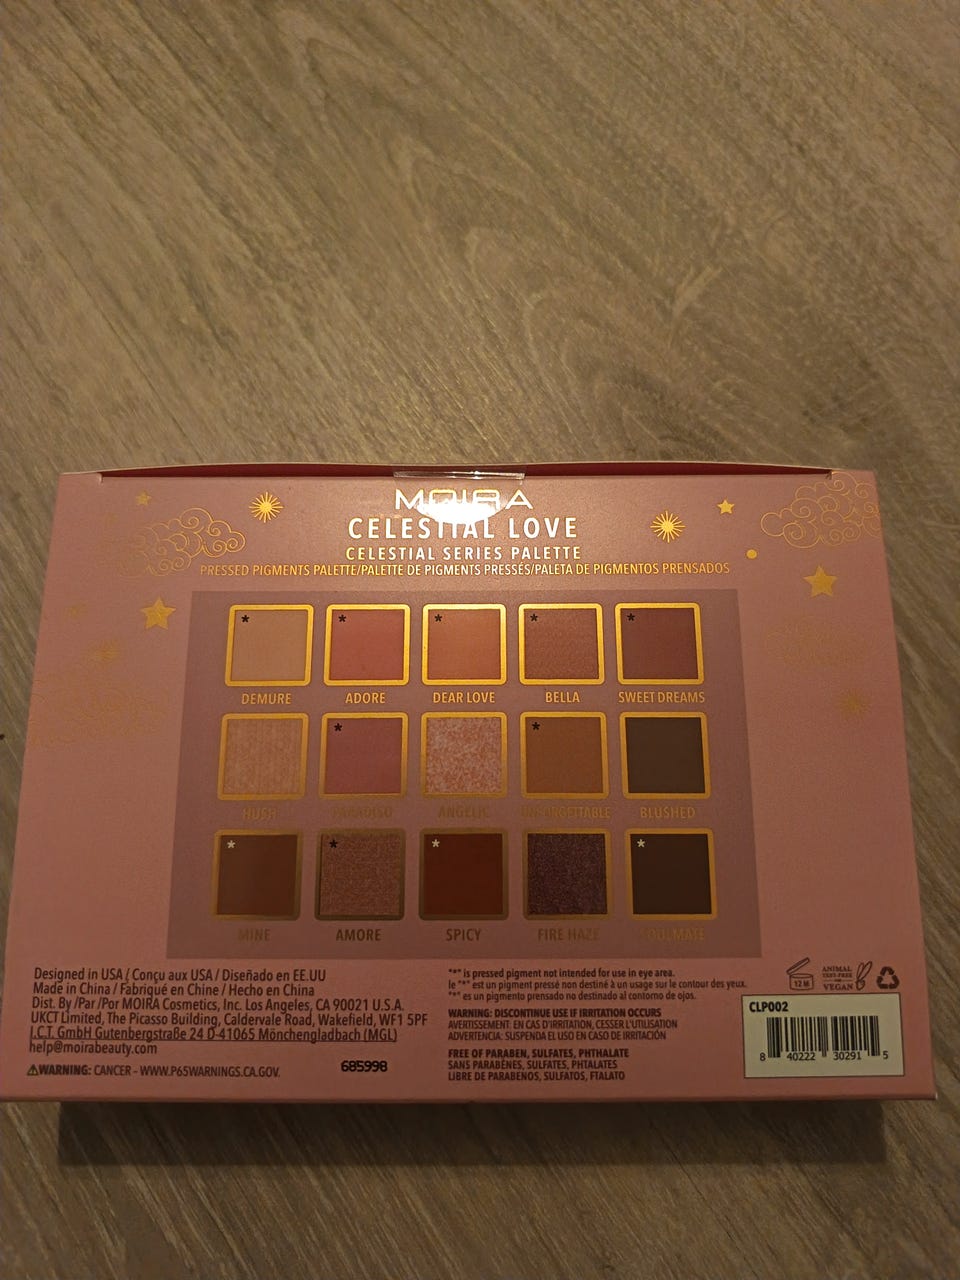 MOIRA
CELESTIAL LOVE
CELESTIAL SERIES PALETTE
PRESSED PIGMENTS PALETTE/PALETTE DE PIGMENTS PRESSÉS/PALETA DE PIGMENTOS PRENSADOS
* * * * *
DEMURE ADORE DEAR LOVE BELLA SWEET DREAMS
* *
HUSH PARADISO ANGELIC UNFORGETTABLE BLUSHED
* * * *
MINE AMORE SPICY FIRE HAZE SOULMATE
Designed in USA / Conçu aux USA / Diseñado en EE.UU
Made in China / Fabriqué en Chine / Hecho en China
Dist. By /Par /Por MOIRA Cosmetics, Inc. Los Angeles, CA 90021 U.S.A.
UKCT Limited, The Picasso Building, Caldervale Road, Wakefield, WF1 5PF
I.C.T. GmbH Gutenbergstraße 24 D-41065 Mönchengladbach (MGL)
help@moirabeauty.com
WARNING: CANCER - WWW.P65WARNINGS.CA.GOV.
685998
"*" is pressed pigment not intended for use in eye area.
le "*" est un pigment pressé non destiné à un usage sur le contour des yeux.
"*" es un pigmento prensado no destinado al contorno de ojos.
WARNING: DISCONTINUE USE IF IRRITATION OCCURS
AVERTISSEMENT: EN CAS D'IRRITATION, CESSER L'UTILISATION
ADVERTENCIA: SUSPENDA EL USO EN CASO DE IRRITACIÓN
FREE OF PARABEN, SULFATES, PHTHALATE
SANS PARABÈNES, SULFATES, PHTALATES
LIBRE DE PARABENOS, SULFATOS, FTALATO
12 M
ANIMAL
TEST-FREE
VEGAN
CLP002
8 40222 30291 5